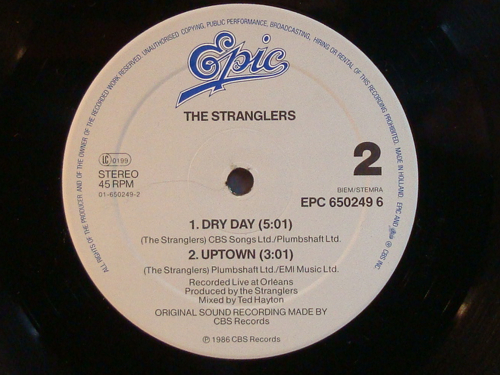 ALL RIGHTS OF THE PRODUCER AND OF THE OWNER OF THE RECORDED WORK RESERVED. UNAUTHORISED COPYING, PUBLIC PERFORMANCE, BROADCASTING, HIRING OR RENTAL OF THIS RECORDING PROHIBITED. MADE IN HOLLAND. EPIC AND
CBS INC.
Epic
THE STRANGLERS
LC 0199
STEREO
45 RPM
01-650249-2
2
BIEM/STEMRA
EPC 650249 6
1. DRY DAY (5:01)
(The Stranglers) CBS Songs Ltd./Plumbshaft Ltd.
2. UPTOWN (3:01)
(The Stranglers) Plumbshaft Ltd./EMI Music Ltd.
Recorded Live at Orléans
Produced by the Stranglers
Mixed by Ted Hayton
ORIGINAL SOUND RECORDING MADE BY
CBS Records
℗ 1986 CBS Records